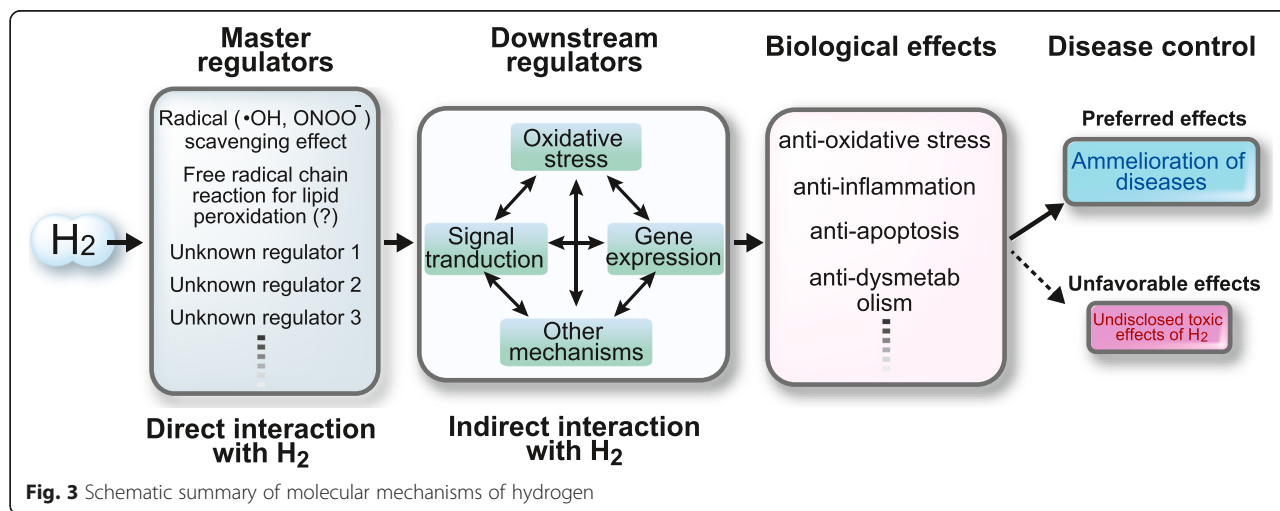 Master
regulators
Downstream
regulators
Biological effects
Disease control
H2
Radical (•OH, ONOO⁻)
scavenging effect
Free radical chain
reaction for lipid
peroxidation (?)
Unknown regulator 1
Unknown regulator 2
Unknown regulator 3
Direct interaction
with H2
Oxidative
stress
Signal
tranduction
Gene
expression
Other
mechanisms
Indirect interaction
with H2
anti-oxidative stress
anti-inflammation
anti-apoptosis
anti-dysmetab
olism
Preferred effects
Ammelioration of
diseases
Unfavorable effects
Undisclosed toxic
effects of H2
Fig. 3 Schematic summary of molecular mechanisms of hydrogen